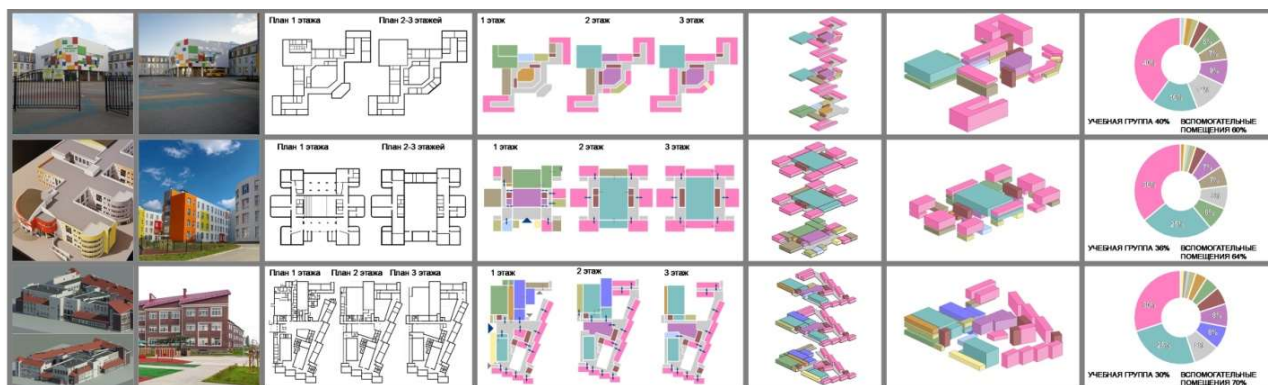 План 1 этажа План 2-3 этажей
1 этаж 2 этаж 3 этаж
УЧЕБНАЯ ГРУППА 40% ВСПОМОГАТЕЛЬНЫЕ
ПОМЕЩЕНИЯ 60%
План 1 этажа План 2-3 этажей
1 этаж 2 этаж 3 этаж
УЧЕБНАЯ ГРУППА 36% ВСПОМОГАТЕЛЬНЫЕ
ПОМЕЩЕНИЯ 64%
План 1 этажа План 2 этажа План 3 этажа
1 этаж 2 этаж 3 этаж
УЧЕБНАЯ ГРУППА 30% ВСПОМОГАТЕЛЬНЫЕ
ПОМЕЩЕНИЯ 70%